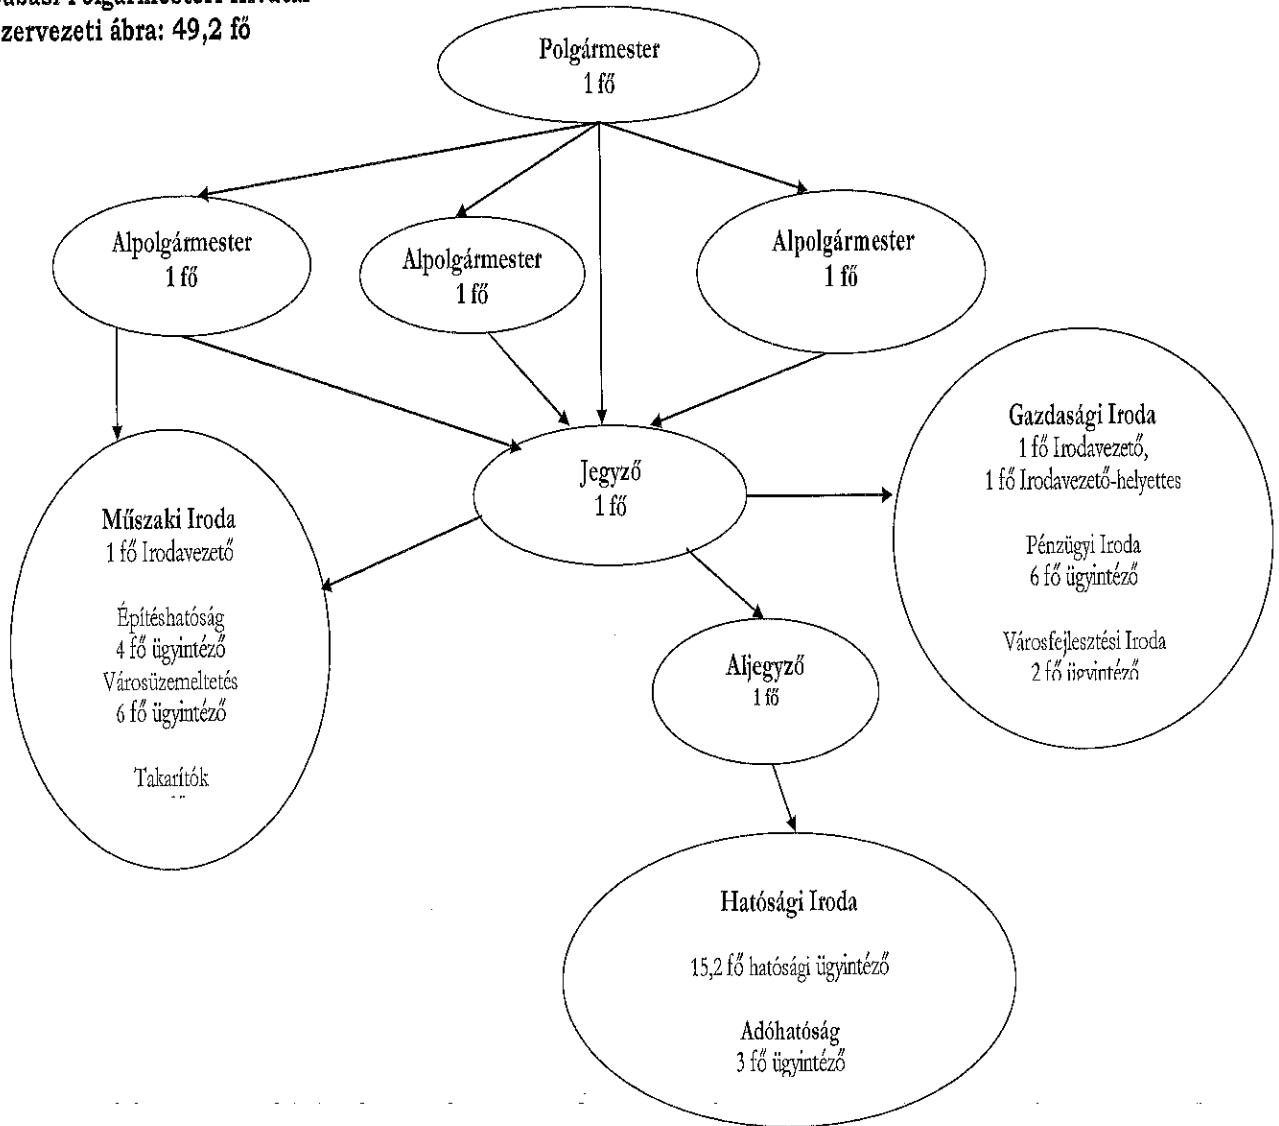 Polgármesteri
szervezeti ábra: 49,2 fő
Polgármester
1 fő
Alpolgármester
1 fő
Alpolgármester
1 fő
Alpolgármester
1 fő
Jegyző
1 fő
Gazdasági Iroda
1 fő Irodavezető,
1 fő Irodavezető-helyettes
Pénzügyi Iroda
6 fő ügyintéző
Városfejlesztési Iroda
2 fő ügyintéző
Műszaki Iroda
1 fő Irodavezető
Építéshatóság
4 fő ügyintéző
Városüzemeltetés
6 fő ügyintéző
Takarítók
Aljegyző
1 fő
Hatósági Iroda
15,2 fő hatósági ügyintéző
Adóhatóság
3 fő ügyintéző